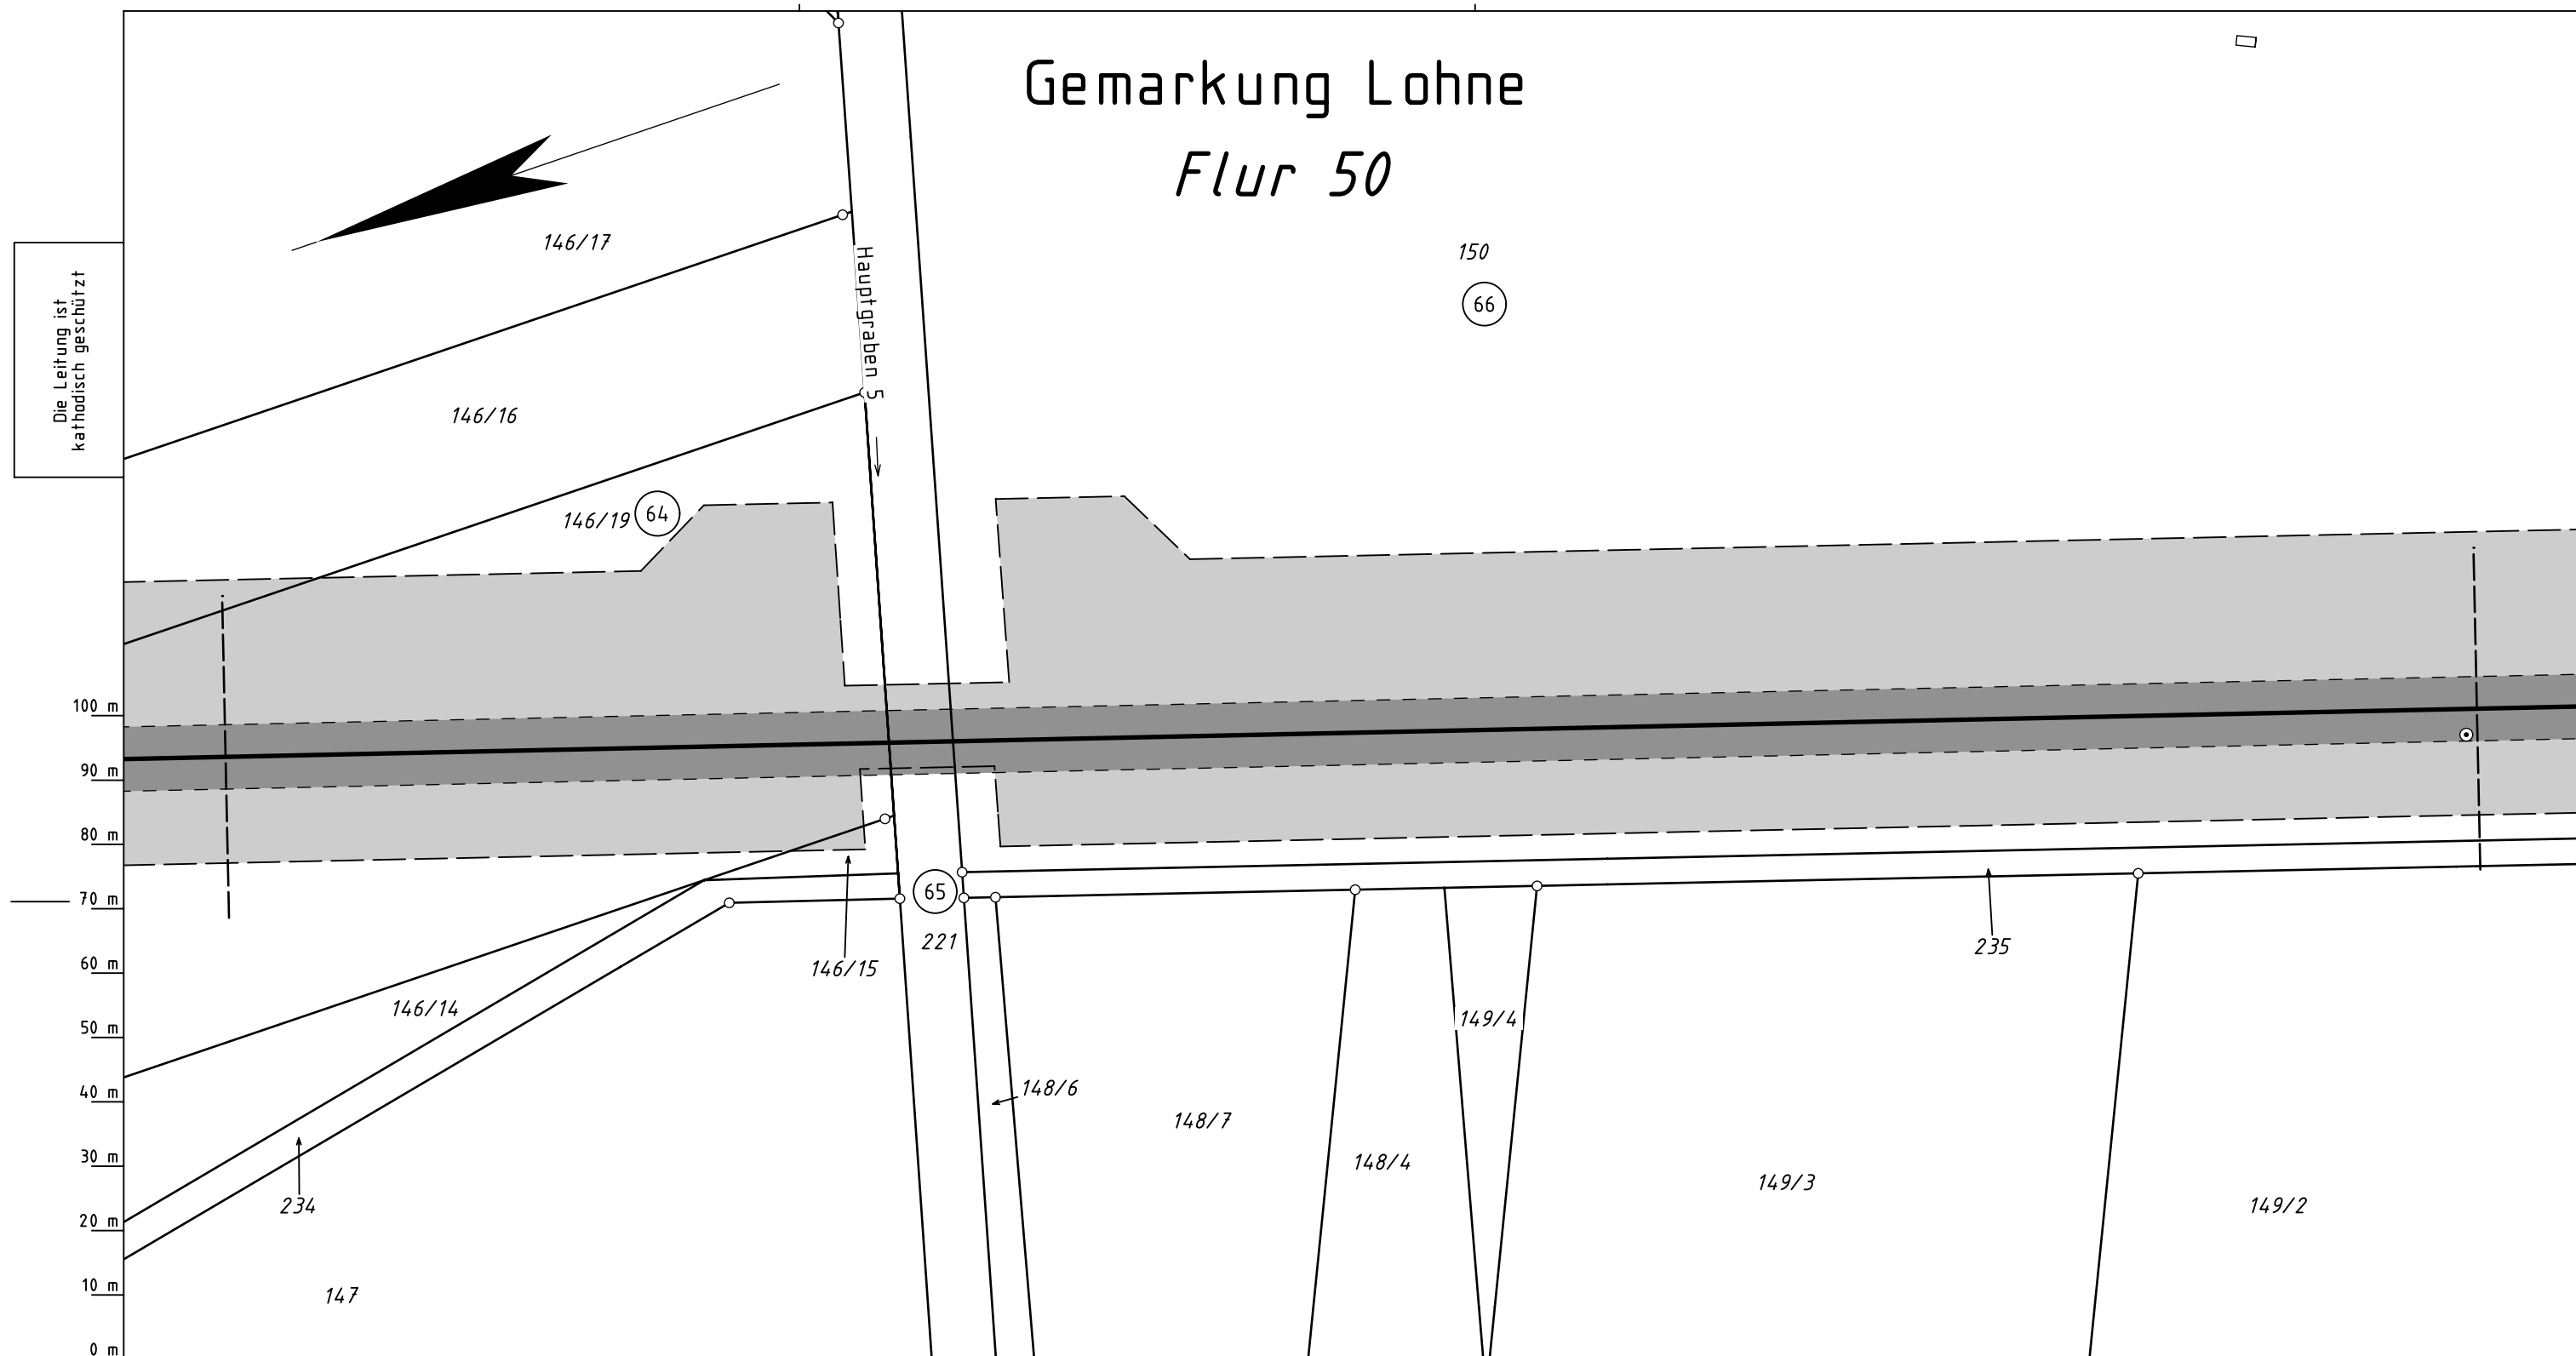 Gemarkung Lohne
Flur 50
146/17
Hauptgraben 5
150
66
Die Leitung ist
kathodisch geschützt
146/16
146/19
64
100 m
90 m
80 m
70 m
60 m
50 m
40 m
30 m
20 m
10 m
0 m
65
221
146/15
235
146/14
149/4
148/6
148/7
148/4
149/3
149/2
234
147